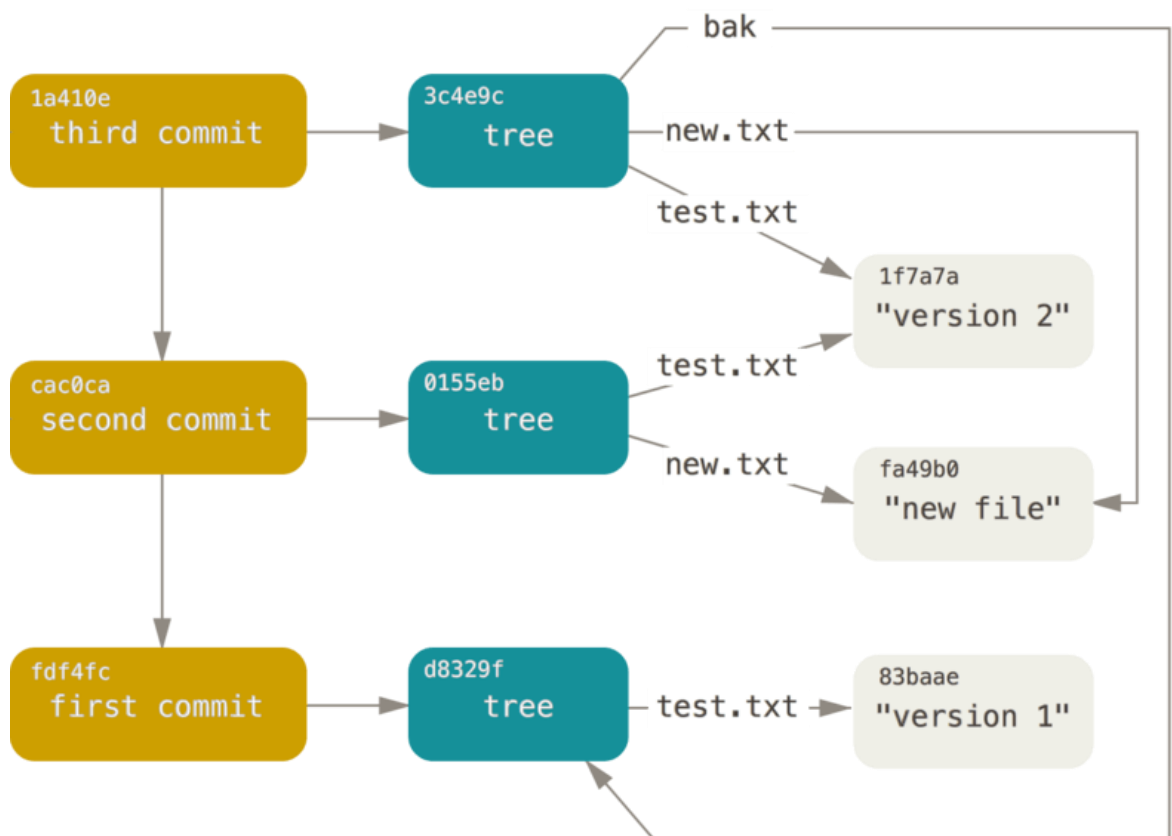 bak
1a410e
third commit
3c4e9c
tree
new.txt
test.txt
1f7a7a
"version 2"
cac0ca
second commit
0155eb
tree
test.txt
new.txt
fa49b0
"new file"
fdf4fc
first commit
d8329f
tree
test.txt
83baae
"version 1"